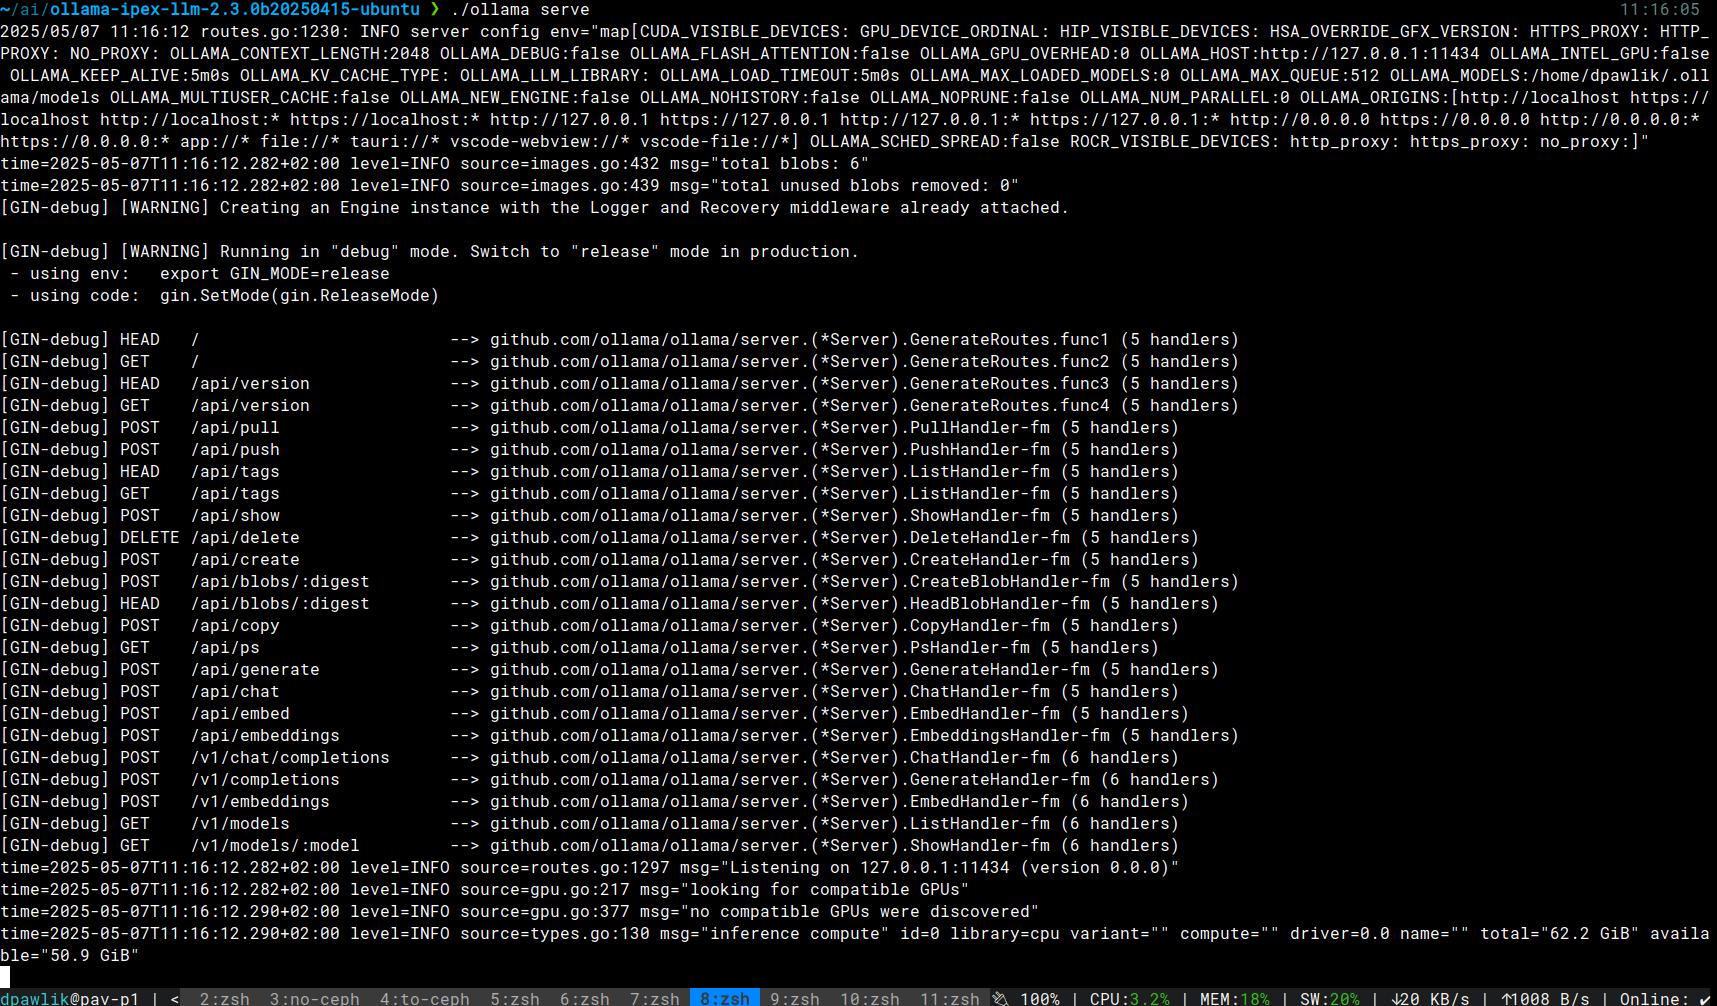 ~/ai/ollama-ipex-llm-2.3.0b20250415-ubuntu ❯ ./ollama serve 11:16:05
2025/05/07 11:16:12 routes.go:1230: INFO server config env="map[CUDA_VISIBLE_DEVICES: GPU_DEVICE_ORDINAL: HIP_VISIBLE_DEVICES: HSA_OVERRIDE_GFX_VERSION: HTTPS_PROXY: HTTP_
PROXY: NO_PROXY: OLLAMA_CONTEXT_LENGTH:2048 OLLAMA_DEBUG:false OLLAMA_FLASH_ATTENTION:false OLLAMA_GPU_OVERHEAD:0 OLLAMA_HOST:http://127.0.0.1:11434 OLLAMA_INTEL_GPU:false
OLLAMA_KEEP_ALIVE:5m0s OLLAMA_KV_CACHE_TYPE: OLLAMA_LLM_LIBRARY: OLLAMA_LOAD_TIMEOUT:5m0s OLLAMA_MAX_LOADED_MODELS:0 OLLAMA_MAX_QUEUE:512 OLLAMA_MODELS:/home/dpawlik/.oll
ama/models OLLAMA_MULTIUSER_CACHE:false OLLAMA_NEW_ENGINE:false OLLAMA_NOHISTORY:false OLLAMA_NOPRUNE:false OLLAMA_NUM_PARALLEL:0 OLLAMA_ORIGINS:[http://localhost https://
localhost http://localhost:* https://localhost:* http://127.0.0.1 https://127.0.0.1 http://127.0.0.1:* https://127.0.0.1:* http://0.0.0.0 https://0.0.0.0 http://0.0.0.0:*
https://0.0.0.0:* app://* file://* tauri://* vscode-webview://* vscode-file://*] OLLAMA_SCHED_SPREAD:false ROCR_VISIBLE_DEVICES: http_proxy: https_proxy: no_proxy:]"
time=2025-05-07T11:16:12.282+02:00 level=INFO source=images.go:432 msg="total blobs: 6"
time=2025-05-07T11:16:12.282+02:00 level=INFO source=images.go:439 msg="total unused blobs removed: 0"
[GIN-debug] [WARNING] Creating an Engine instance with the Logger and Recovery middleware already attached.
[GIN-debug] [WARNING] Running in "debug" mode. Switch to "release" mode in production.
- using env:   export GIN_MODE=release
- using code:  gin.SetMode(gin.ReleaseMode)
[GIN-debug] HEAD   /                         --> github.com/ollama/ollama/server.(*Server).GenerateRoutes.func1 (5 handlers)
[GIN-debug] GET    /                         --> github.com/ollama/ollama/server.(*Server).GenerateRoutes.func2 (5 handlers)
[GIN-debug] HEAD   /api/version              --> github.com/ollama/ollama/server.(*Server).GenerateRoutes.func3 (5 handlers)
[GIN-debug] GET    /api/version              --> github.com/ollama/ollama/server.(*Server).GenerateRoutes.func4 (5 handlers)
[GIN-debug] POST   /api/pull                 --> github.com/ollama/ollama/server.(*Server).PullHandler-fm (5 handlers)
[GIN-debug] POST   /api/push                 --> github.com/ollama/ollama/server.(*Server).PushHandler-fm (5 handlers)
[GIN-debug] HEAD   /api/tags                 --> github.com/ollama/ollama/server.(*Server).ListHandler-fm (5 handlers)
[GIN-debug] GET    /api/tags                 --> github.com/ollama/ollama/server.(*Server).ListHandler-fm (5 handlers)
[GIN-debug] POST   /api/show                 --> github.com/ollama/ollama/server.(*Server).ShowHandler-fm (5 handlers)
[GIN-debug] DELETE /api/delete               --> github.com/ollama/ollama/server.(*Server).DeleteHandler-fm (5 handlers)
[GIN-debug] POST   /api/create               --> github.com/ollama/ollama/server.(*Server).CreateHandler-fm (5 handlers)
[GIN-debug] POST   /api/blobs/:digest        --> github.com/ollama/ollama/server.(*Server).CreateBlobHandler-fm (5 handlers)
[GIN-debug] HEAD   /api/blobs/:digest        --> github.com/ollama/ollama/server.(*Server).HeadBlobHandler-fm (5 handlers)
[GIN-debug] POST   /api/copy                 --> github.com/ollama/ollama/server.(*Server).CopyHandler-fm (5 handlers)
[GIN-debug] GET    /api/ps                   --> github.com/ollama/ollama/server.(*Server).PsHandler-fm (5 handlers)
[GIN-debug] POST   /api/generate             --> github.com/ollama/ollama/server.(*Server).GenerateHandler-fm (5 handlers)
[GIN-debug] POST   /api/chat                 --> github.com/ollama/ollama/server.(*Server).ChatHandler-fm (5 handlers)
[GIN-debug] POST   /api/embed                --> github.com/ollama/ollama/server.(*Server).EmbedHandler-fm (5 handlers)
[GIN-debug] POST   /api/embeddings           --> github.com/ollama/ollama/server.(*Server).EmbeddingsHandler-fm (5 handlers)
[GIN-debug] POST   /v1/chat/completions      --> github.com/ollama/ollama/server.(*Server).ChatHandler-fm (6 handlers)
[GIN-debug] POST   /v1/completions           --> github.com/ollama/ollama/server.(*Server).GenerateHandler-fm (6 handlers)
[GIN-debug] POST   /v1/embeddings            --> github.com/ollama/ollama/server.(*Server).EmbedHandler-fm (6 handlers)
[GIN-debug] GET    /v1/models                --> github.com/ollama/ollama/server.(*Server).ListHandler-fm (6 handlers)
[GIN-debug] GET    /v1/models/:model         --> github.com/ollama/ollama/server.(*Server).ShowHandler-fm (6 handlers)
time=2025-05-07T11:16:12.282+02:00 level=INFO source=routes.go:1297 msg="Listening on 127.0.0.1:11434 (version 0.0.0)"
time=2025-05-07T11:16:12.282+02:00 level=INFO source=gpu.go:217 msg="looking for compatible GPUs"
time=2025-05-07T11:16:12.290+02:00 level=INFO source=gpu.go:377 msg="no compatible GPUs were discovered"
time=2025-05-07T11:16:12.290+02:00 level=INFO source=types.go:130 msg="inference compute" id=0 library=cpu variant="" compute="" driver=0.0 name="" total="62.2 GiB" availa
ble="50.9 GiB"
dpawlik@pav-p1 | < 2:zsh 3:no-ceph 4:to-ceph 5:zsh 6:zsh 7:zsh 8:zsh 9:zsh 10:zsh 11:zsh 100% | CPU:3.2% | MEM:18% | SW:20% | ↓20 KB/s | ↑1008 B/s | Online: ✔